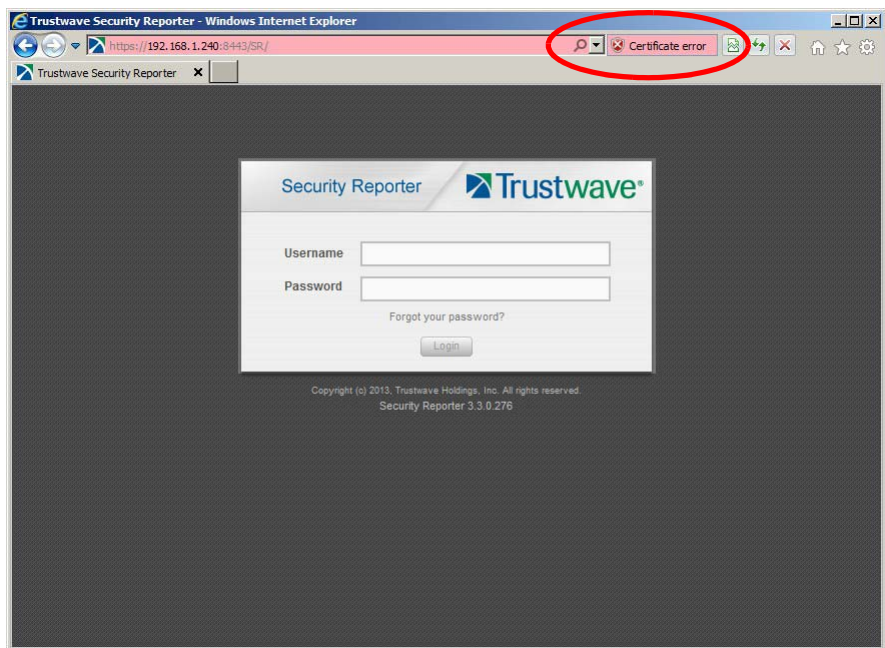 Trustwave Security Reporter - Windows Internet Explorer
https://192.168.1.240:8443/SR/
Certificate error
Trustwave Security Reporter
Security Reporter
Trustwave®
Username
Password
Forgot your password?
Login
Copyright (c) 2013, Trustwave Holdings, Inc. All rights reserved.
Security Reporter 3.3.0.276